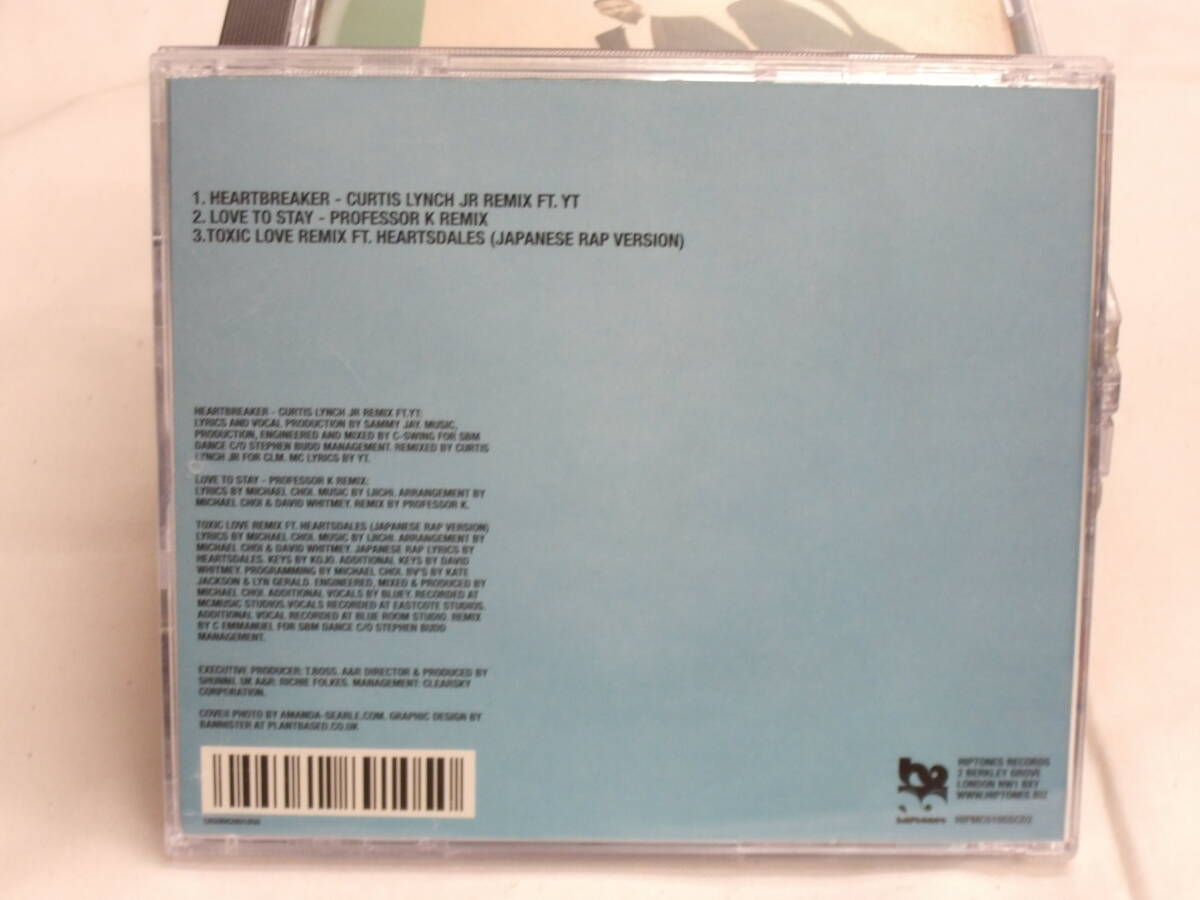 1. HEARTBREAKER - CURTIS LYNCH JR REMIX FT. YT
2. LOVE TO STAY - PROFESSOR K REMIX
3.TOXIC LOVE REMIX FT. HEARTSDALES (JAPANESE RAP VERSION)
HEARTBREAKER - CURTIS LYNCH JR REMIX FT.YT:
LYRICS AND VOCAL PRODUCTION BY SAMMY JAY. MUSIC,
PRODUCTION, ENGINEERED AND MIXED BY C-SWING FOR SBM
DANCE C/O STEPHEN BUDD MANAGEMENT. REMIXED BY CURTIS
LYNCH JR FOR CLM. MC LYRICS BY YT.
LOVE TO STAY - PROFESSOR K REMIX:
LYRICS BY MICHAEL CHOI. MUSIC BY IJICHI. ARRANGEMENT BY
MICHAEL CHOI & DAVID WHITMEY. REMIX BY PROFESSOR K.
TOXIC LOVE REMIX FT. HEARTSDALES (JAPANESE RAP VERSION)
LYRICS BY MICHAEL CHOI. MUSIC BY IJICHI. ARRANGEMENT BY
MICHAEL CHOI & DAVID WHITMEY. JAPANESE RAP LYRICS BY
HEARTSDALES. KEYS BY KOJO. ADDITIONAL KEYS BY DAVID
WHITMEY. PROGRAMMING BY MICHAEL CHOI. BV'S BY KATE
JACKSON & LYN GERALD. ENGINEERED, MIXED & PRODUCED BY
MICHAEL CHOI. ADDITIONAL VOCALS BY BLUEY. RECORDED AT
MCMUSIC STUDIOS. VOCALS RECORDED AT EASTCOTE STUDIOS.
ADDITIONAL VOCAL RECORDED AT BLUE ROOM STUDIO. REMIX
BY C EMMANUEL FOR SBM DANCE C/O STEPHEN BUDD
MANAGEMENT.
EXECUTIVE PRODUCER: T.BOSS. A&R DIRECTOR & PRODUCED BY
SHUNNI. UK A&R: RICHIE FOLKES. MANAGEMENT: CLEARSKY
CORPORATION.
COVER PHOTO BY AMANDA-SEARLE.COM. GRAPHIC DESIGN BY
BANNISTER AT PLANTBASED.CO.UK
HIPTONES RECORDS
2 BERKLEY GROVE
LONDON NW1 8XY
WWW.HIPTONES.BIZ
hiptones